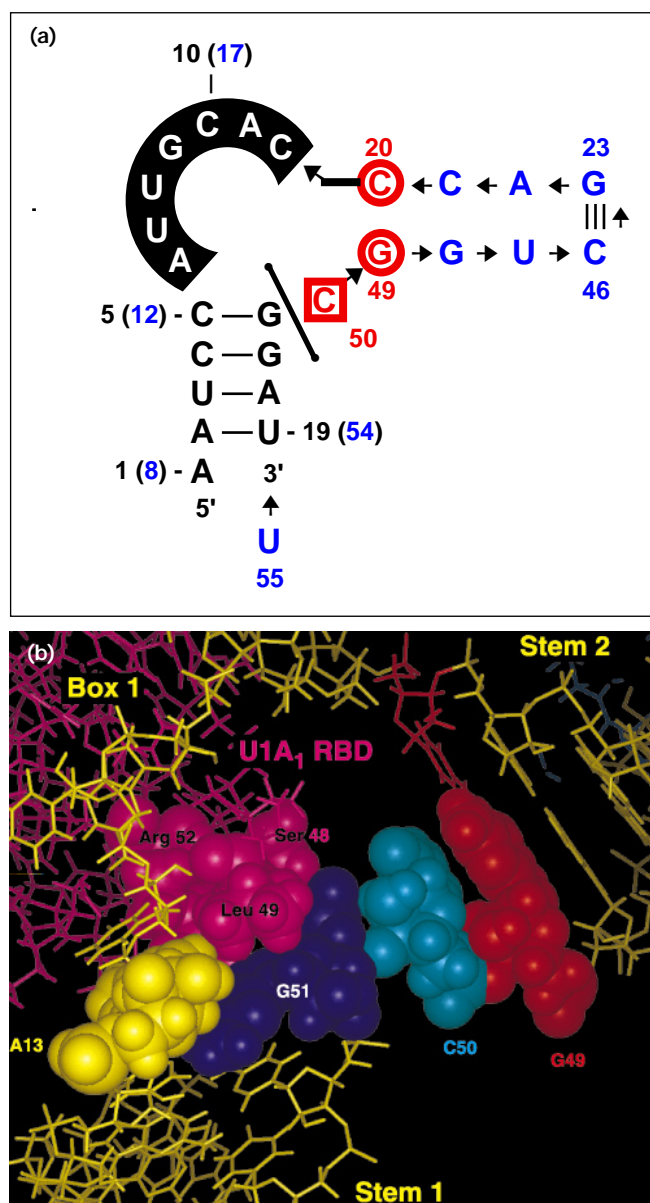 (a)
10 (17)
A U U G C A C
20 23
C C A G
G G U C
49 46
C
50
5 (12) - C — G
C — G
U — A
A — U - 19 (54)
1 (8) - A 3'
5'
U
55
(b)
Stem 2
Box 1
U1A1 RBD
Arg 52 Ser 48
Leu 49
G51
A13 C50 G49
Stem 1